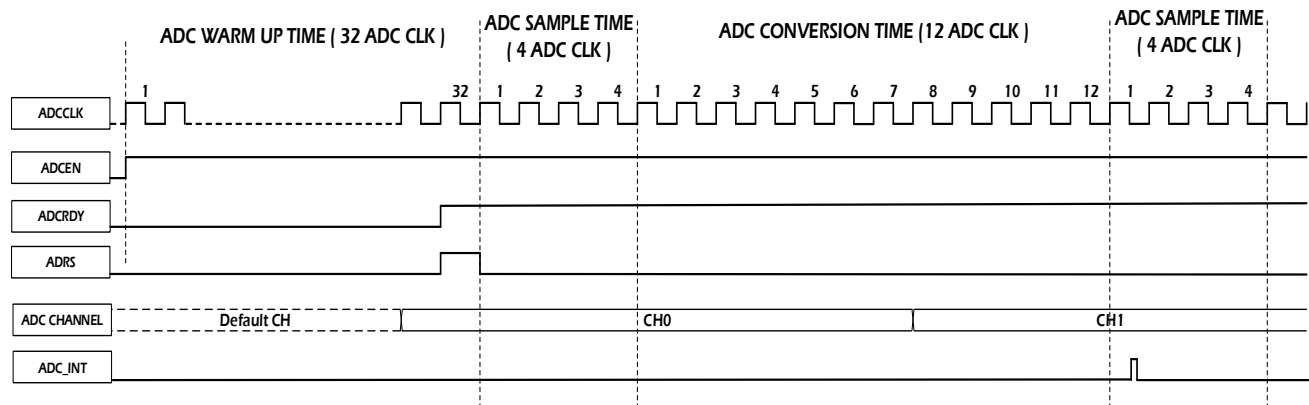 ADC WARM UP TIME ( 32 ADC CLK )
ADC SAMPLE TIME
( 4 ADC CLK )
ADC CONVERSION TIME (12 ADC CLK )
ADC SAMPLE TIME
( 4 ADC CLK )
1 32 1 2 3 4 1 2 3 4 5 6 7 8 9 10 11 12 1 2 3 4
ADCCLK
ADCEN
ADCRDY
ADRS
ADC CHANNEL Default CH CH0 CH1
ADC_INT